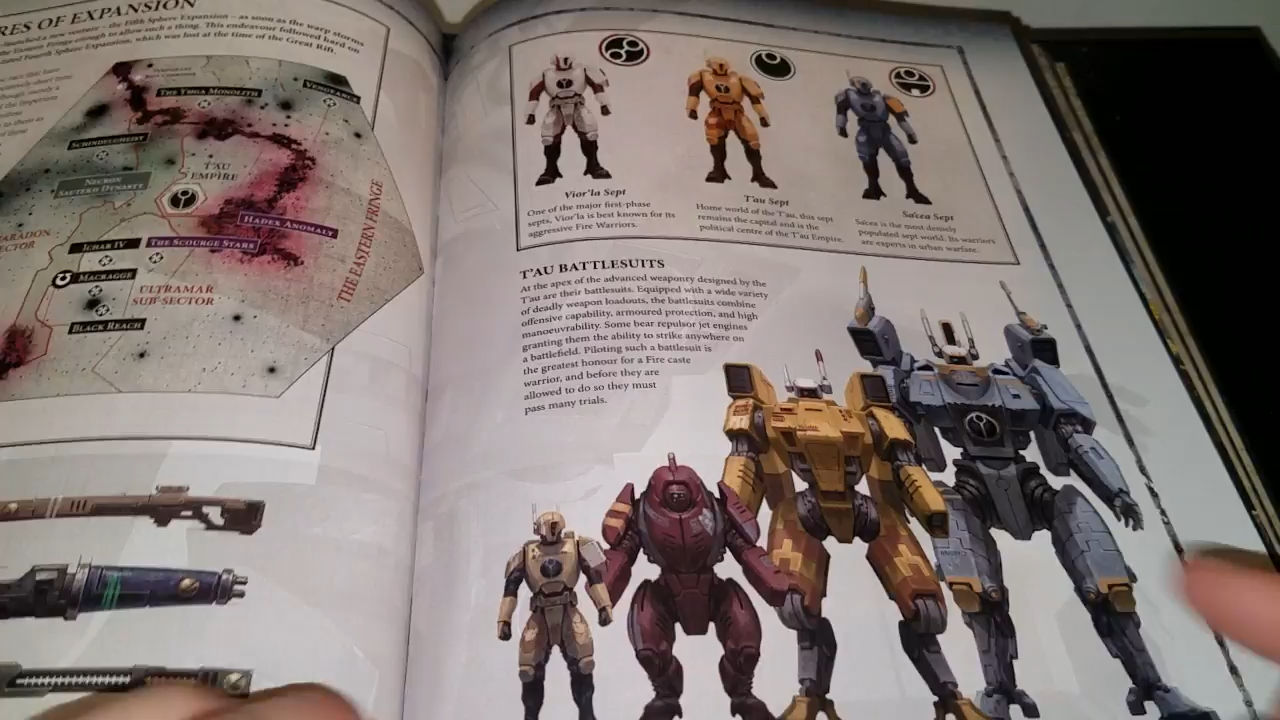 RES OF EXPANSION
launched a new venture – the Fifth Sphere Expansion – as soon as the warp storms
enough to allow such a thing. This endeavour followed hard on
Fourth Sphere Expansion, which was lost at the time of the Great Rift.
The Ymga Monolith
Vengeance
Schindelgheist
T'AU
EMPIRE
Necron
Sautekh Dynasty
Hadex Anomaly
THE EASTERN FRINGE
Ichar IV
The Scourge Stars
Macragge
ULTRAMAR
SUB-SECTOR
Black Reach
Vior'la Sept
One of the major first-phase
septs, Vior'la is best known for its
aggressive Fire Warriors.
T'au Sept
Home world of the T'au, this sept
remains the capital and is the
political centre of the T'au Empire.
Sa'cea Sept
Sa'cea is the most densely
populated sept world. Its warriors
are experts in urban warfare.
T'AU BATTLESUITS
At the apex of the advanced weaponry designed by the
T'au are their battlesuits. Equipped with a wide variety
of deadly weapon loadouts, the battlesuits combine
offensive capability, armoured protection, and high
manoeuvrability. Some bear repulsor jet engines
granting them the ability to strike anywhere on
a battlefield. Piloting such a battlesuit is
the greatest honour for a Fire caste
warrior, and before they are
allowed to do so they must
pass many trials.